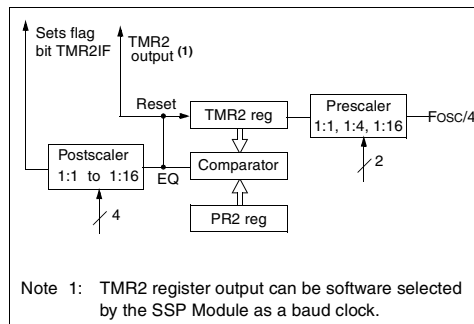 Sets flag
bit TMR2IF
TMR2
output (1)
Reset
TMR2 reg
Prescaler
1:1, 1:4, 1:16
FOSC/4
2
Postscaler
1:1 to 1:16
EQ
Comparator
4
PR2 reg
Note 1: TMR2 register output can be software selected
by the SSP Module as a baud clock.